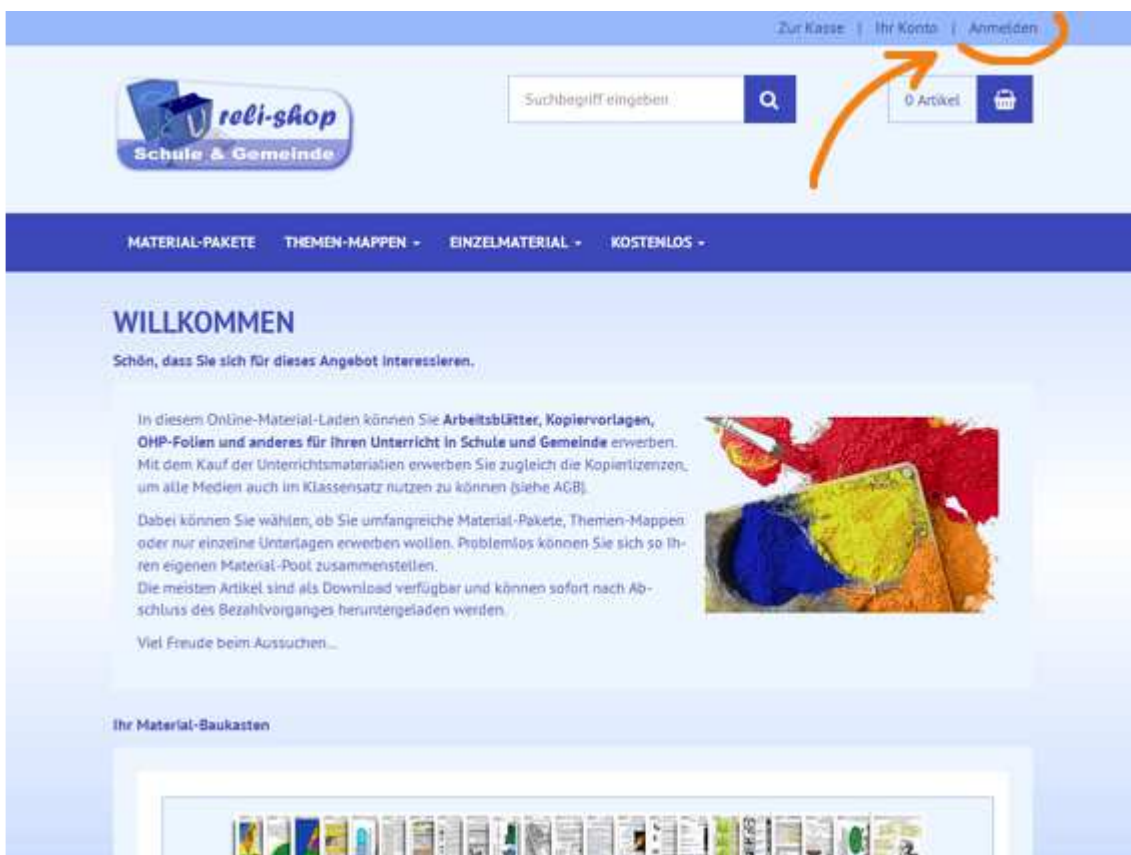 Zur Kasse | Ihr Konto | Anmelden
reli-shop
Schule & Gemeinde
Suchbegriff eingeben
0 Artikel
MATERIAL-PAKETE THEMEN-MAPPEN EINZELMATERIAL KOSTENLOS
WILLKOMMEN
Schön, dass Sie sich für dieses Angebot interessieren.
In diesem Online-Material-Laden können Sie Arbeitsblätter, Kopiervorlagen,
OHP-Folien und anderes für Ihren Unterricht in Schule und Gemeinde erwerben.
Mit dem Kauf der Unterrichtsmaterialien erwerben Sie zugleich die Kopierlizenzen,
um alle Medien auch im Klassensatz nutzen zu können (siehe AGB).
Dabei können Sie wählen, ob Sie umfangreiche Material-Pakete, Themen-Mappen
oder nur einzelne Unterlagen erwerben wollen. Problemlos können Sie sich so Ih-
ren eigenen Material-Pool zusammenstellen.
Die meisten Artikel sind als Download verfügbar und können sofort nach Ab-
schluss des Bezahlvorganges heruntergeladen werden.
Viel Freude beim Aussuchen...
Ihr Material-Baukasten